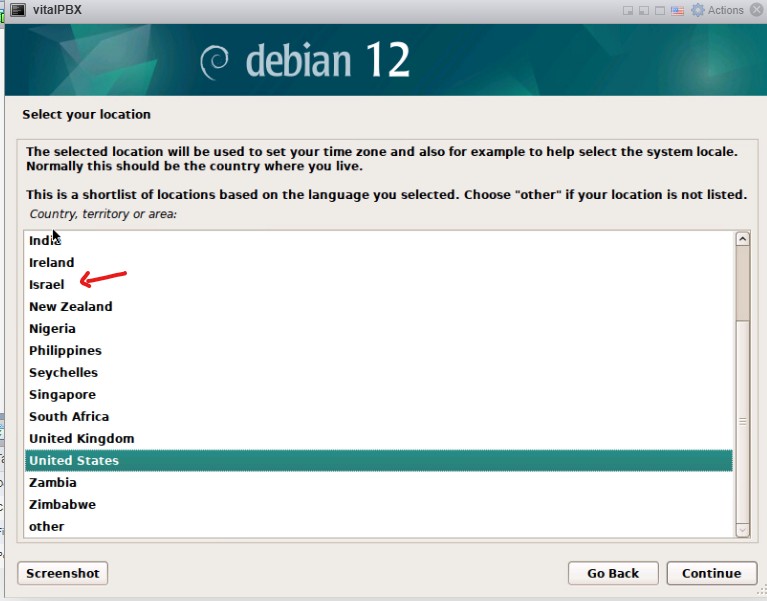 vitalPBX
Actions
debian 12
Select your location
The selected location will be used to set your time zone and also for example to help select the system locale.
Normally this should be the country where you live.
This is a shortlist of locations based on the language you selected. Choose "other" if your location is not listed.
Country, territory or area:
India
Ireland
Israel
New Zealand
Nigeria
Philippines
Seychelles
Singapore
South Africa
United Kingdom
United States
Zambia
Zimbabwe
other
Screenshot
Go Back
Continue